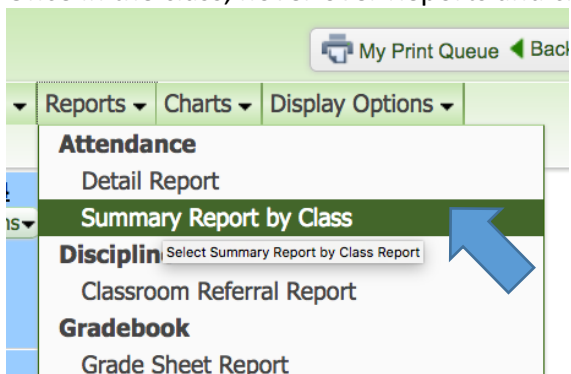 My Print Queue ◀ Back
Reports ▾ Charts ▾ Display Options ▾
Attendance
Detail Report
Summary Report by Class
Select Summary Report by Class Report
Classroom Referral Report
Gradebook
Grade Sheet Report